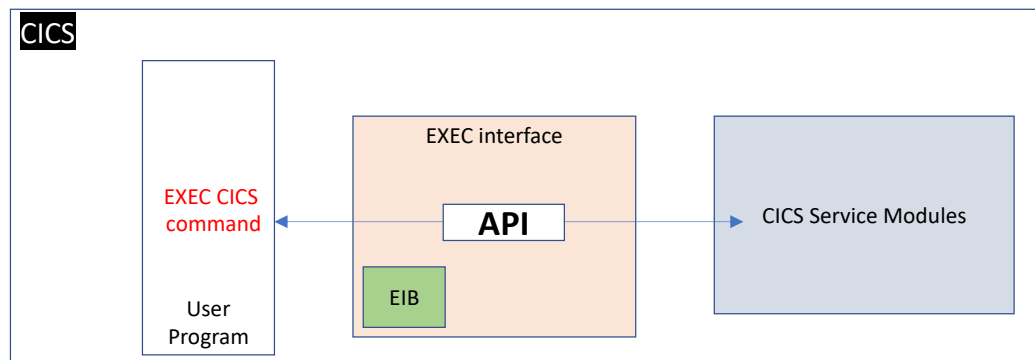 CICS
EXEC CICS
command
User
Program
EXEC interface
API
EIB
CICS Service Modules